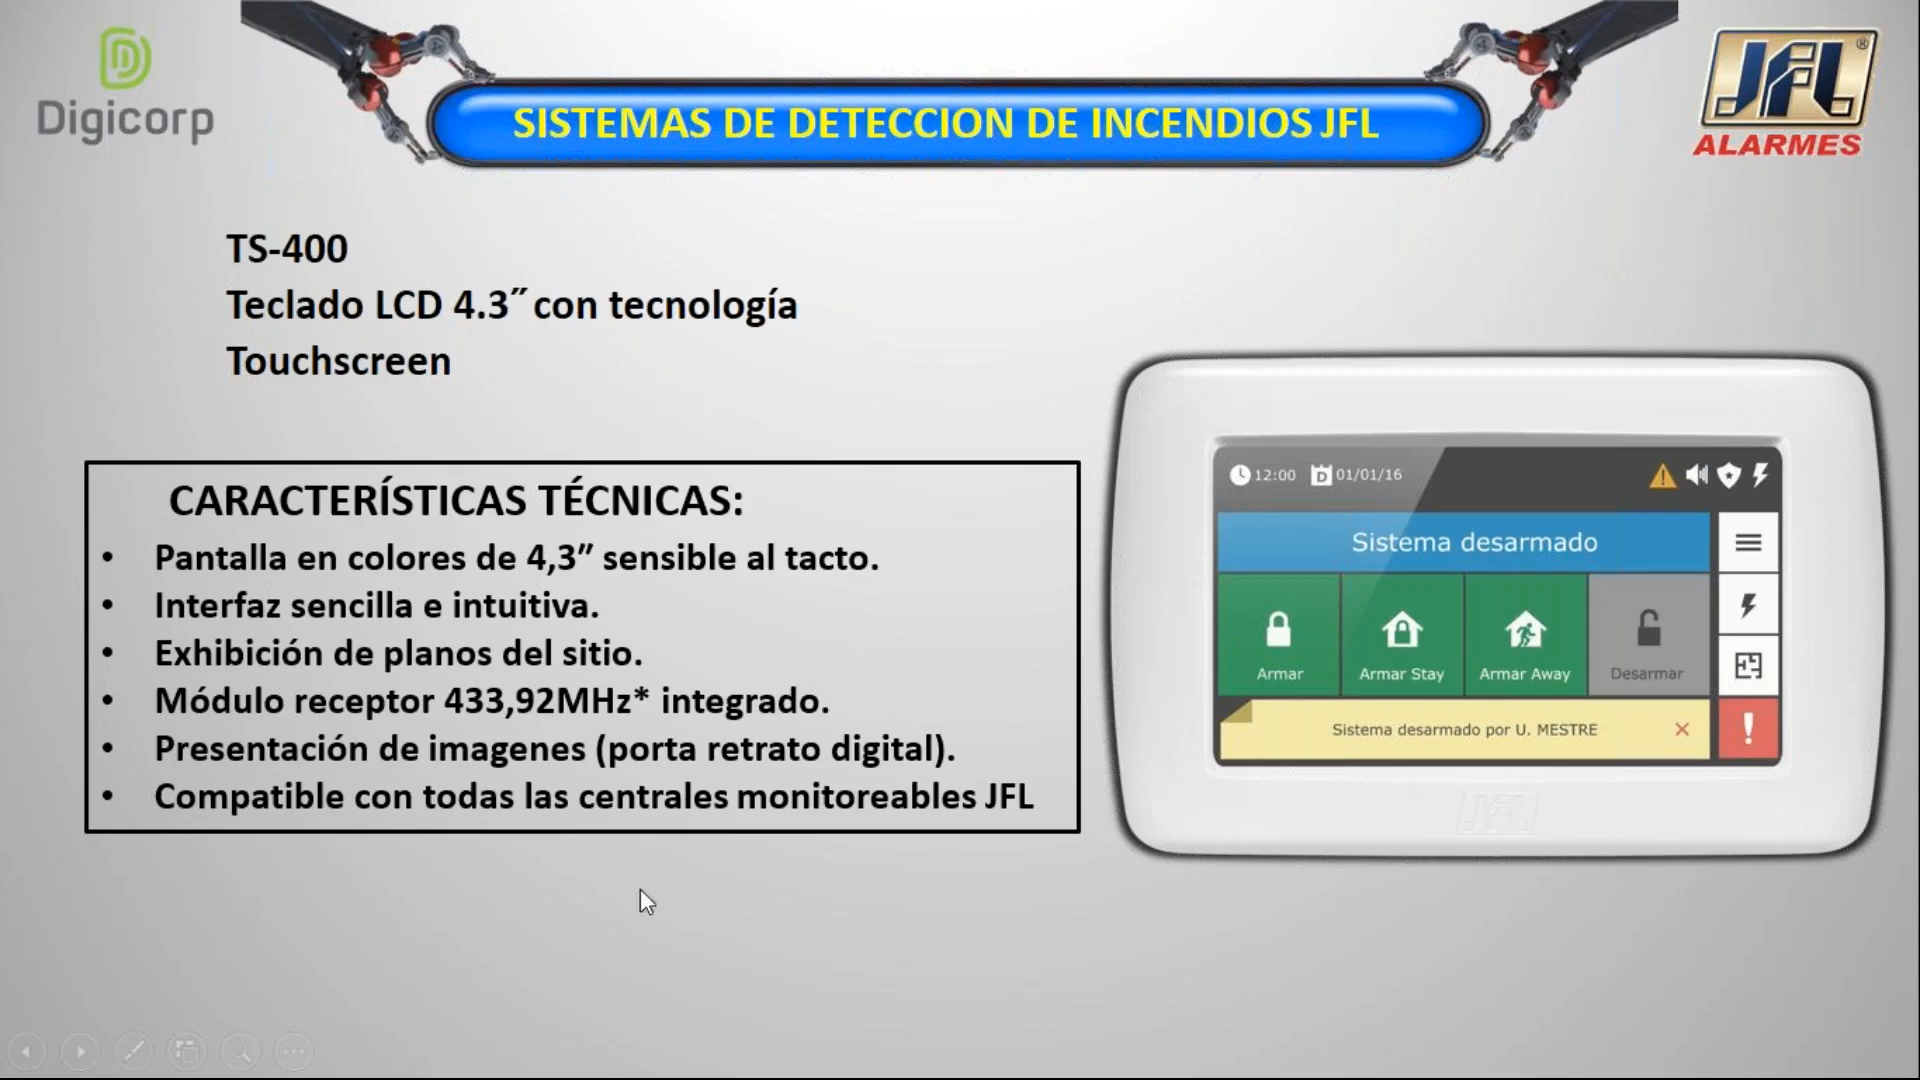 Digicorp
SISTEMAS DE DETECCION DE INCENDIOS JFL
JFL®
ALARMES
TS-400
Teclado LCD 4.3˝ con tecnología
Touchscreen
CARACTERÍSTICAS TÉCNICAS:
• Pantalla en colores de 4,3” sensible al tacto.
• Interfaz sencilla e intuitiva.
• Exhibición de planos del sitio.
• Módulo receptor 433,92MHz* integrado.
• Presentación de imagenes (porta retrato digital).
• Compatible con todas las centrales monitoreables JFL
12:00 D 01/01/16
Sistema desarmado
Armar Armar Stay Armar Away Desarmar
Sistema desarmado por U. MESTRE
JFL